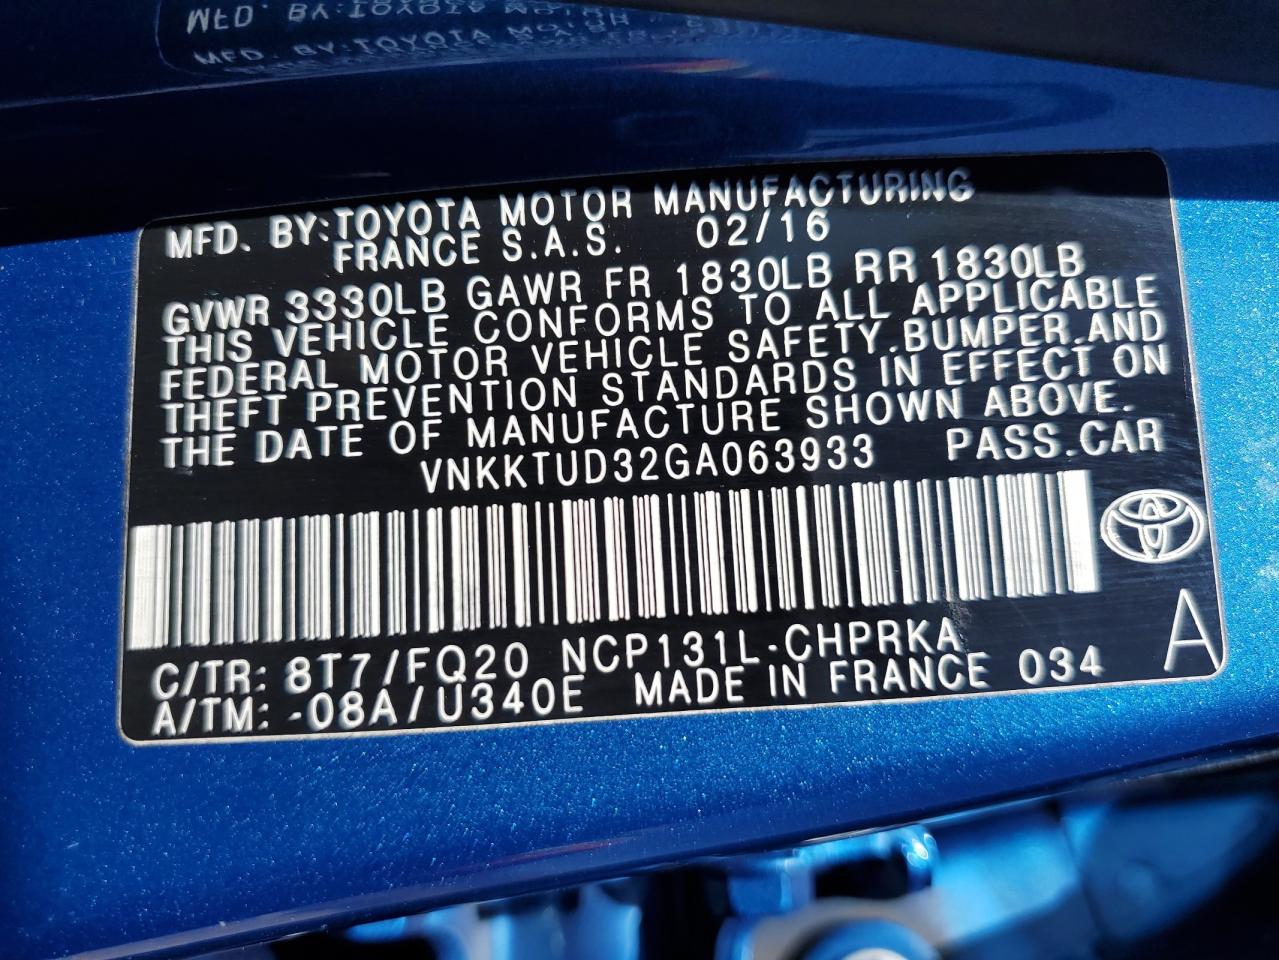 MFD. BY:TOYOTA MOTOR MANUFACTURING
FRANCE S.A.S. 02/16
GVWR 3330LB GAWR FR 1830LB RR 1830LB
THIS VEHICLE CONFORMS TO ALL APPLICABLE
FEDERAL MOTOR VEHICLE SAFETY,BUMPER,AND
THEFT PREVENTION STANDARDS IN EFFECT ON
THE DATE OF MANUFACTURE SHOWN ABOVE.
VNKKTUD32GA063933 PASS.CAR
C/TR: 8T7/FQ20 NCP131L-CHPRKA
A/TM: -08A/U340E MADE IN FRANCE 034
A